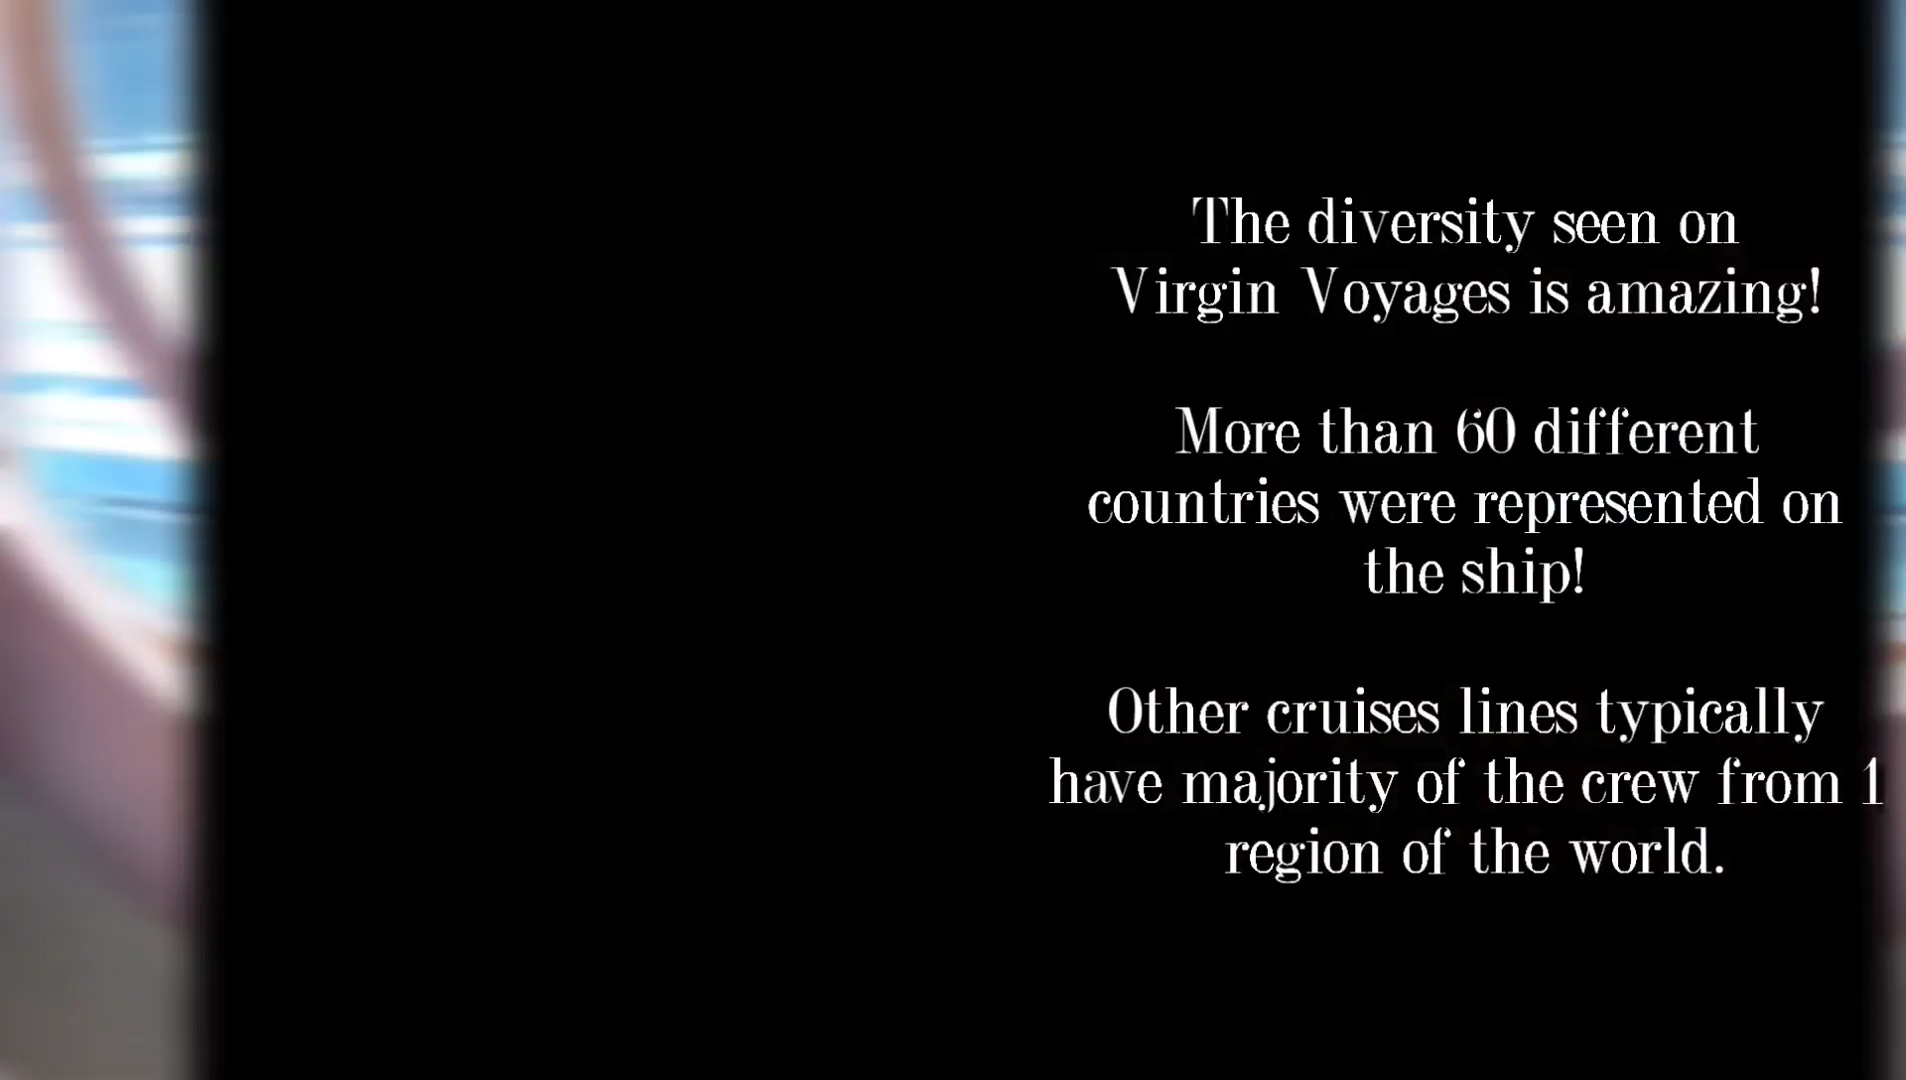 The diversity seen on
Virgin Voyages is amazing!
More than 60 different
countries were represented on
the ship!
Other cruises lines typically
have majority of the crew from 1
region of the world.